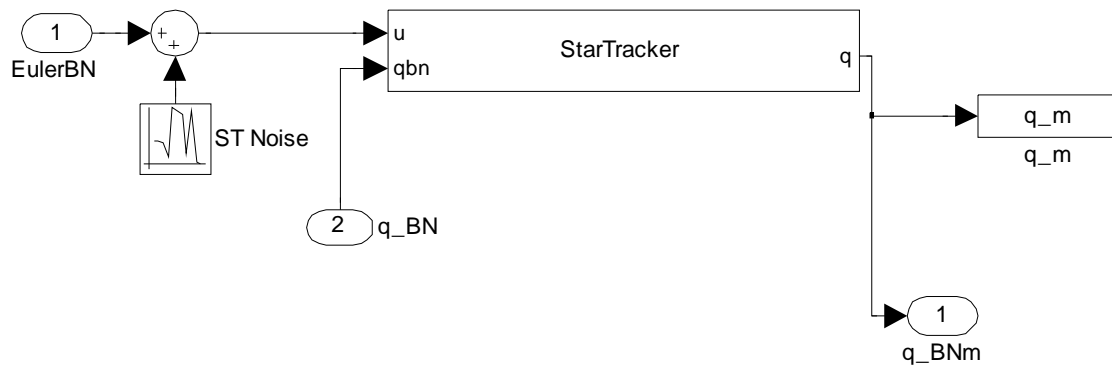 1
EulerBN
+
+
ST Noise
u
qbn
StarTracker
q
2
q_BN
q_m
q_m
1
q_BNm